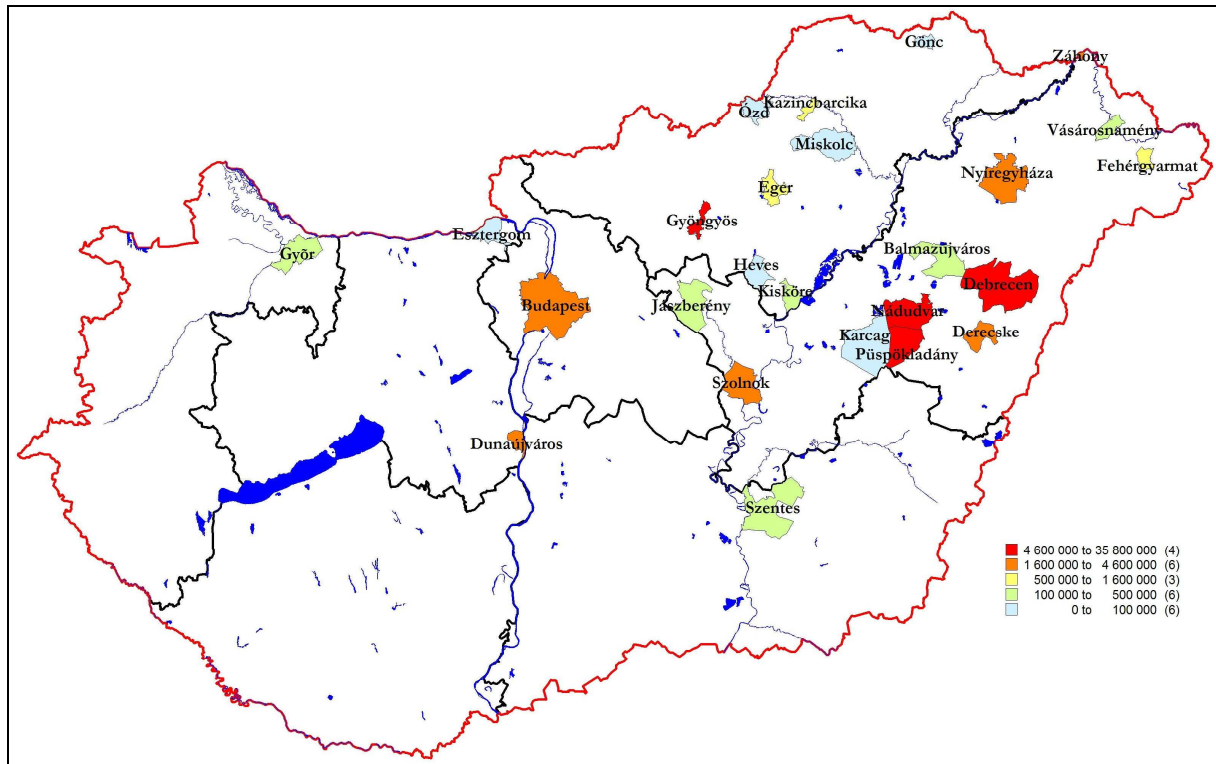 Gönc
Záhony
Kazincbarcika
Ózd
Vásárosnamény
Miskolc
Fehérgyarmat
Nyíregyháza
Eger
Gyöngyös
Esztergom
Győr
Balmazújváros
Heves
Debrecen
Kisköre
Budapest
Jászberény
Nádudvar
Karcag
Derecske
Püspökladány
Szolnok
Dunaújváros
Szentes
4 600 000 to 35 800 000 (4)
1 600 000 to 4 600 000 (6)
500 000 to 1 600 000 (3)
100 000 to 500 000 (6)
0 to 100 000 (6)